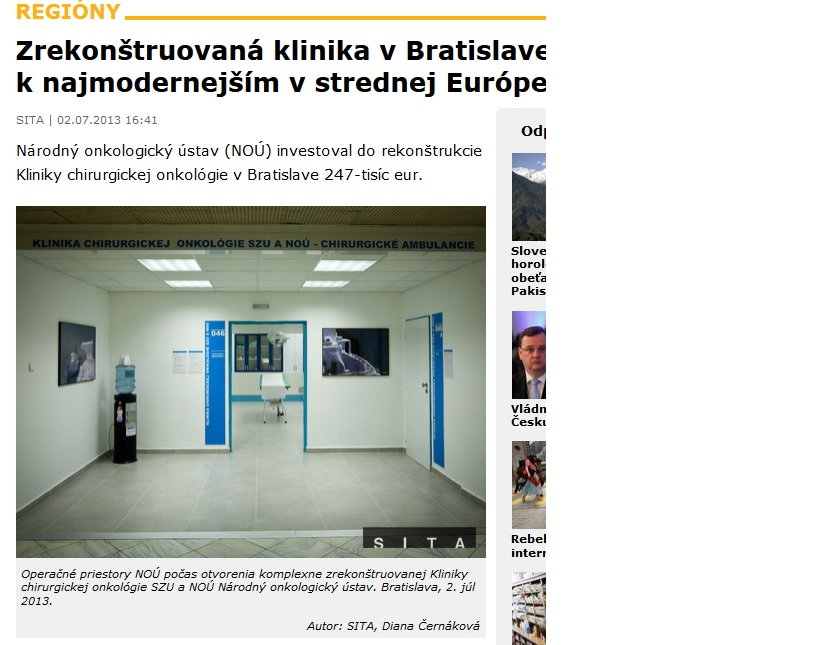 REGIÓNY
Zrekonštruovaná klinika v Bratislave
k najmodernejším v strednej Európe
SITA | 02.07.2013 16:41
Národný onkologický ústav (NOÚ) investoval do rekonštrukcie
Kliniky chirurgickej onkológie v Bratislave 247-tisíc eur.
KLINIKA CHIRURGICKEJ ONKOLÓGIE SZU A NOÚ - CHIRURGICKÉ AMBULANCIE
046
SITA
Operačné priestory NOÚ počas otvorenia komplexne zrekonštruovanej Kliniky
chirurgickej onkológie SZU a NOÚ Národný onkologický ústav. Bratislava, 2. júl
2013.
Autor: SITA, Diana Černáková
Odp
Slove
horol
obeťa
Pakis
Vládn
Česku
Rebel
intern